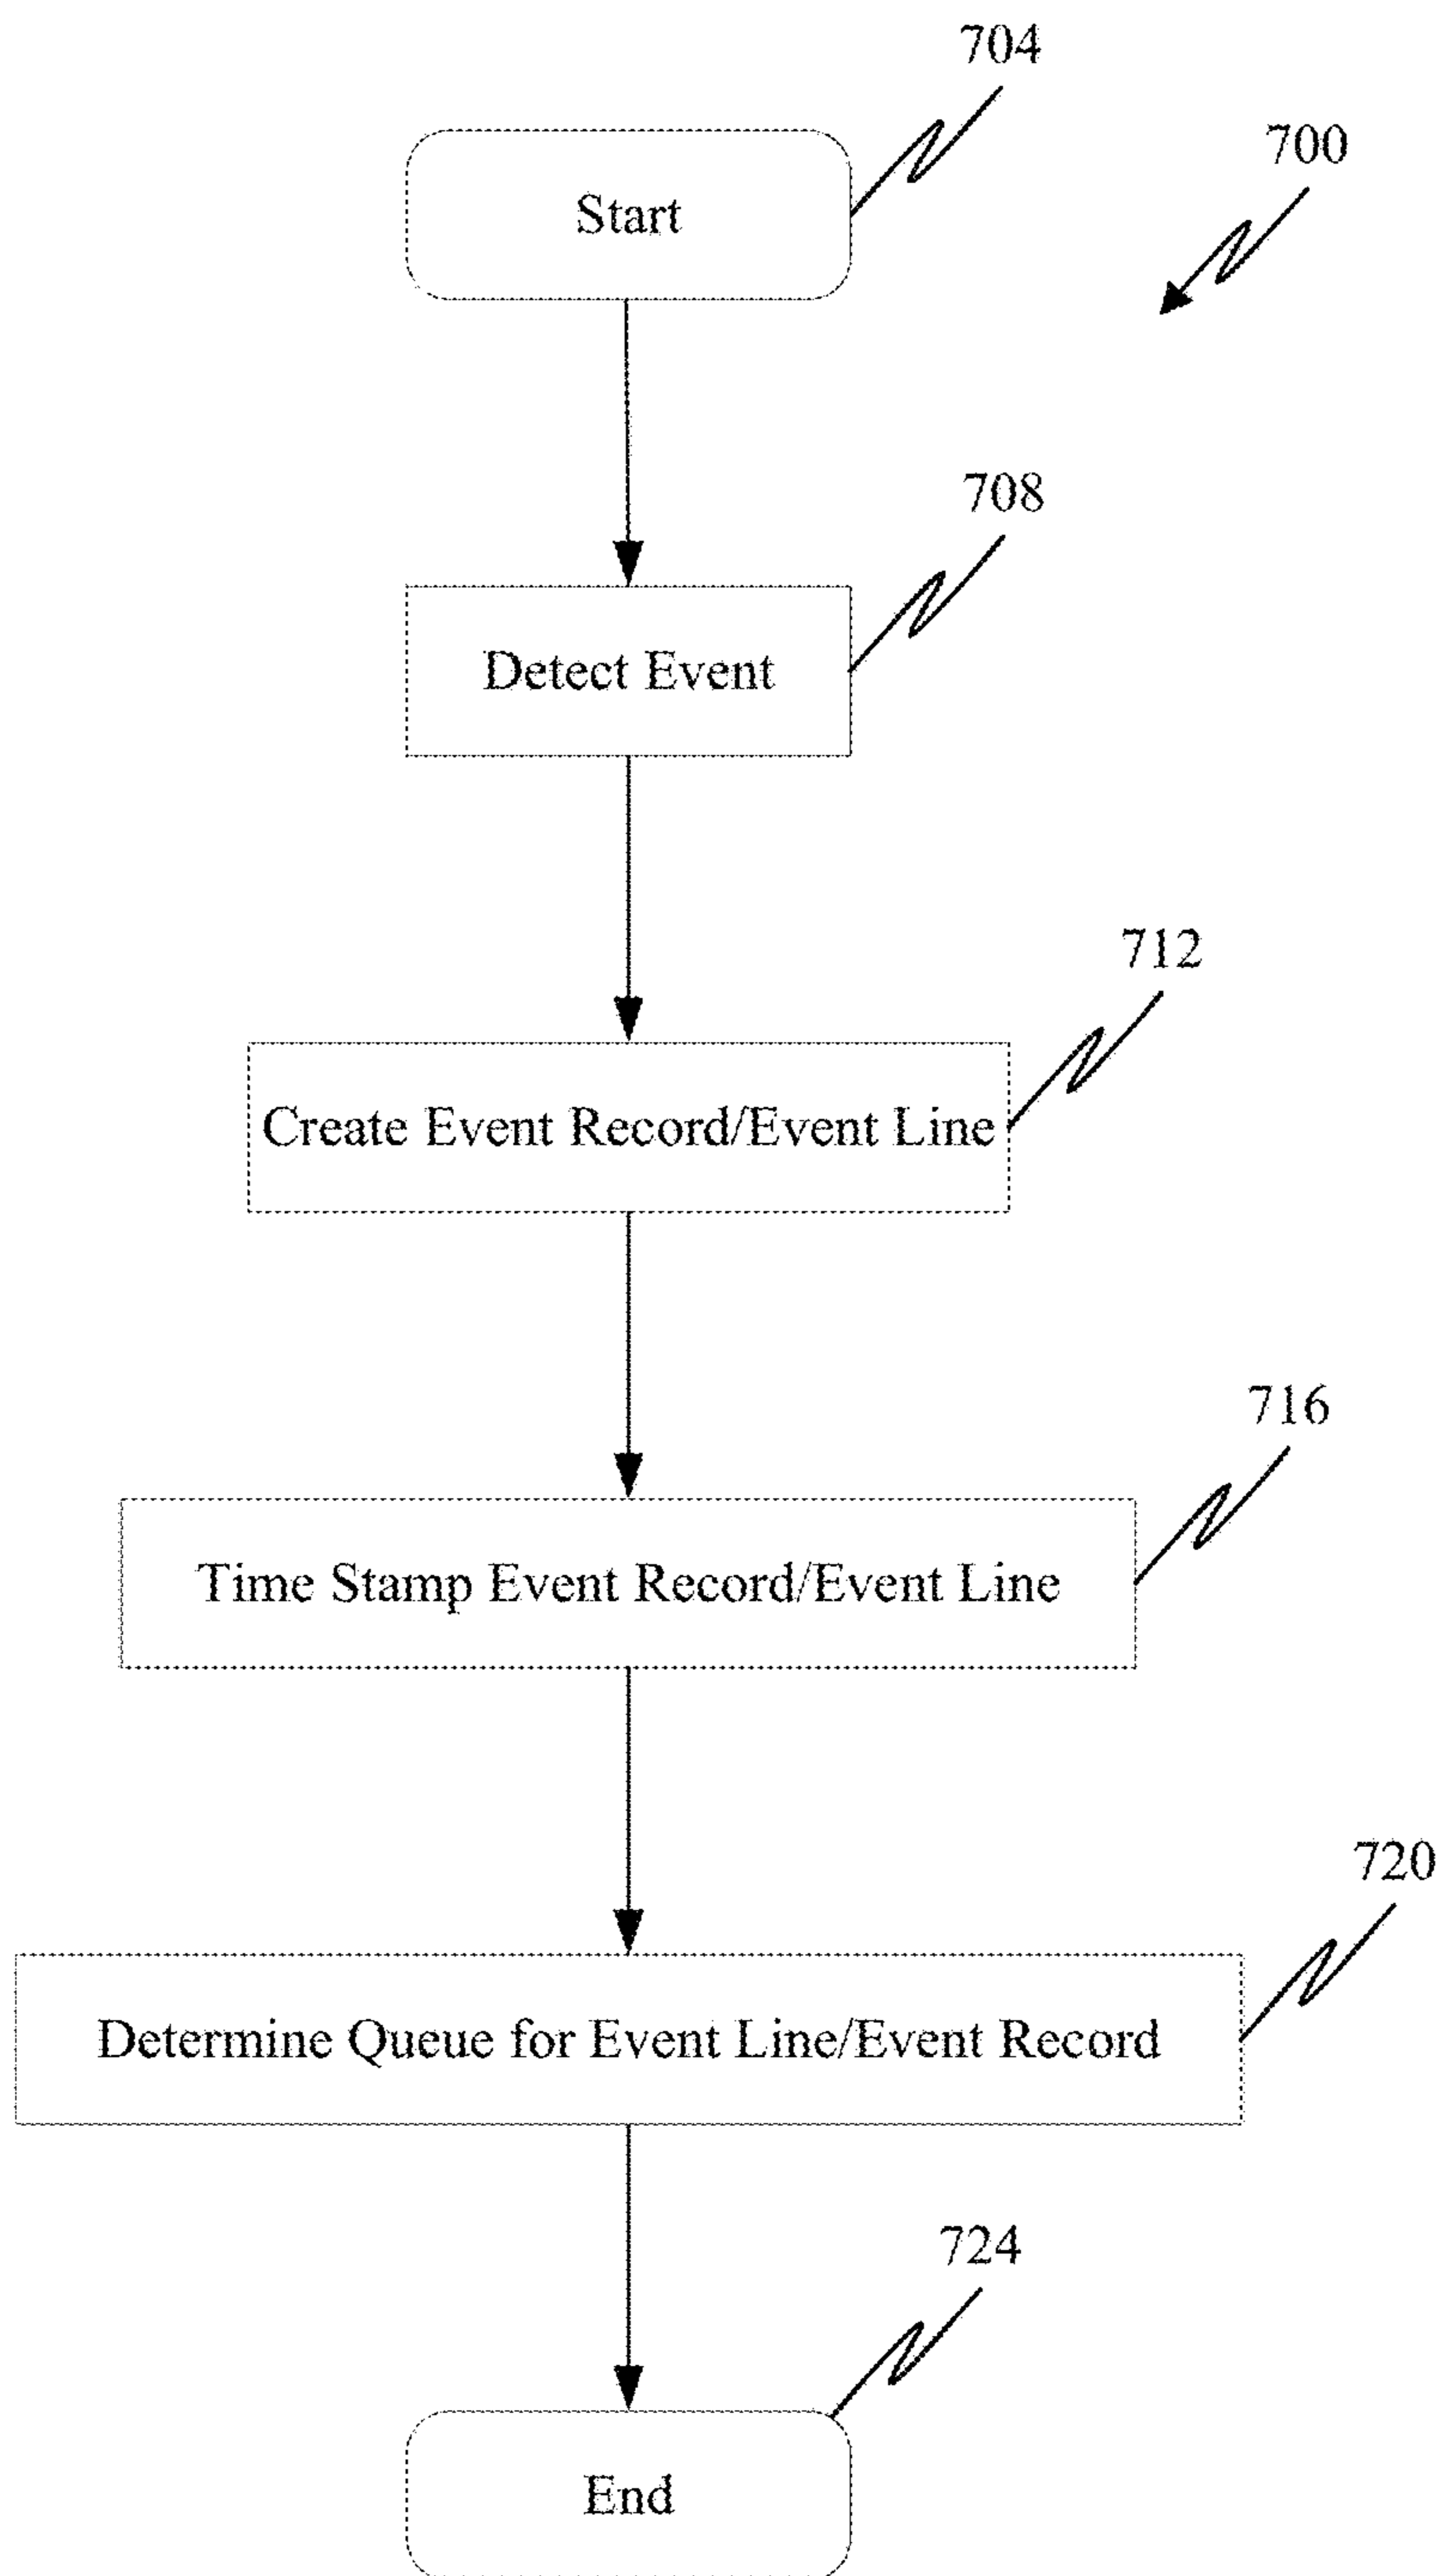 704
700
Start
708
Detect Event
712
Create Event Record/Event Line
716
Time Stamp Event Record/Event Line
720
Determine Queue for Event Line/Event Record
724
End